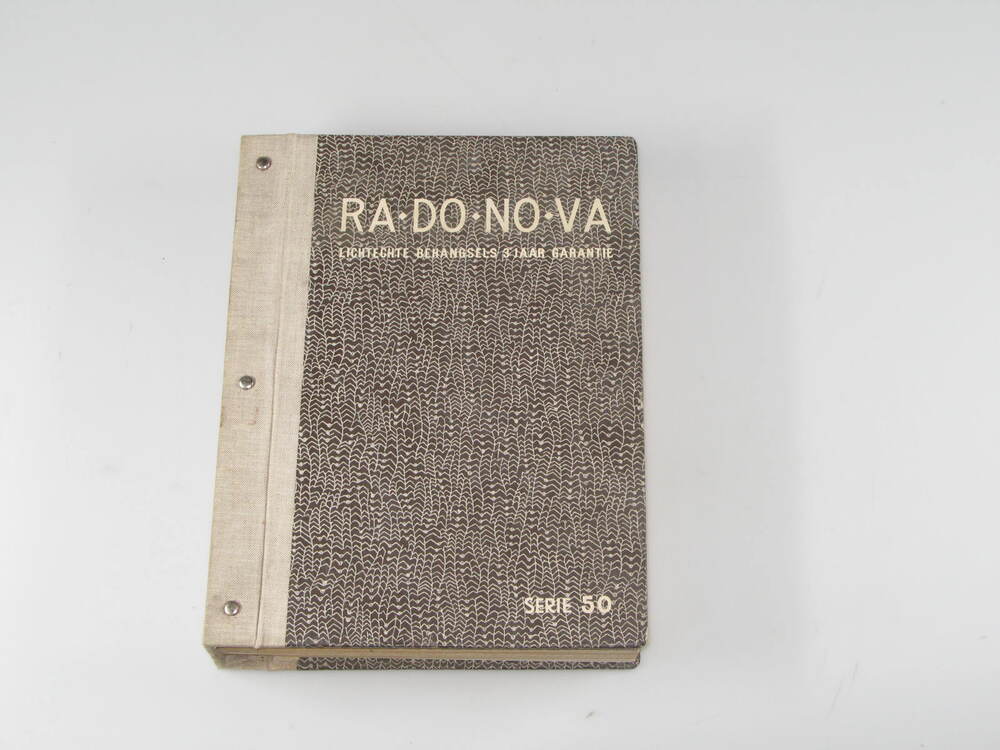 RA·DO·NO·VA
LICHTECHTE BEHANGSELS/3 JAAR GARANTIE
SERIE 50